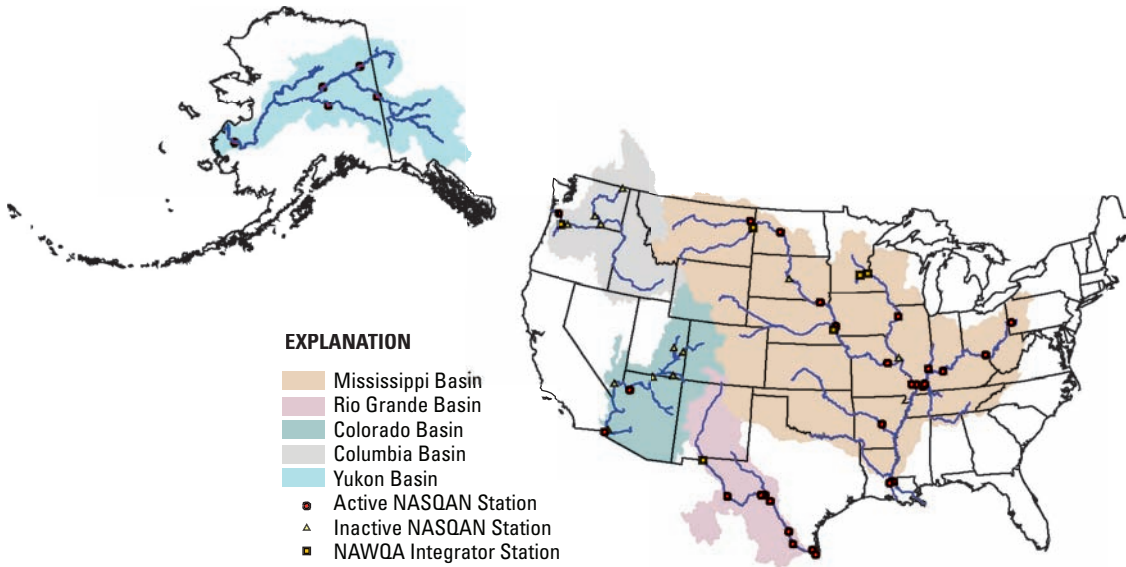 EXPLANATION
Mississippi Basin
Rio Grande Basin
Colorado Basin
Columbia Basin
Yukon Basin
Active NASQAN Station
Inactive NASQAN Station
NAWQA Integrator Station